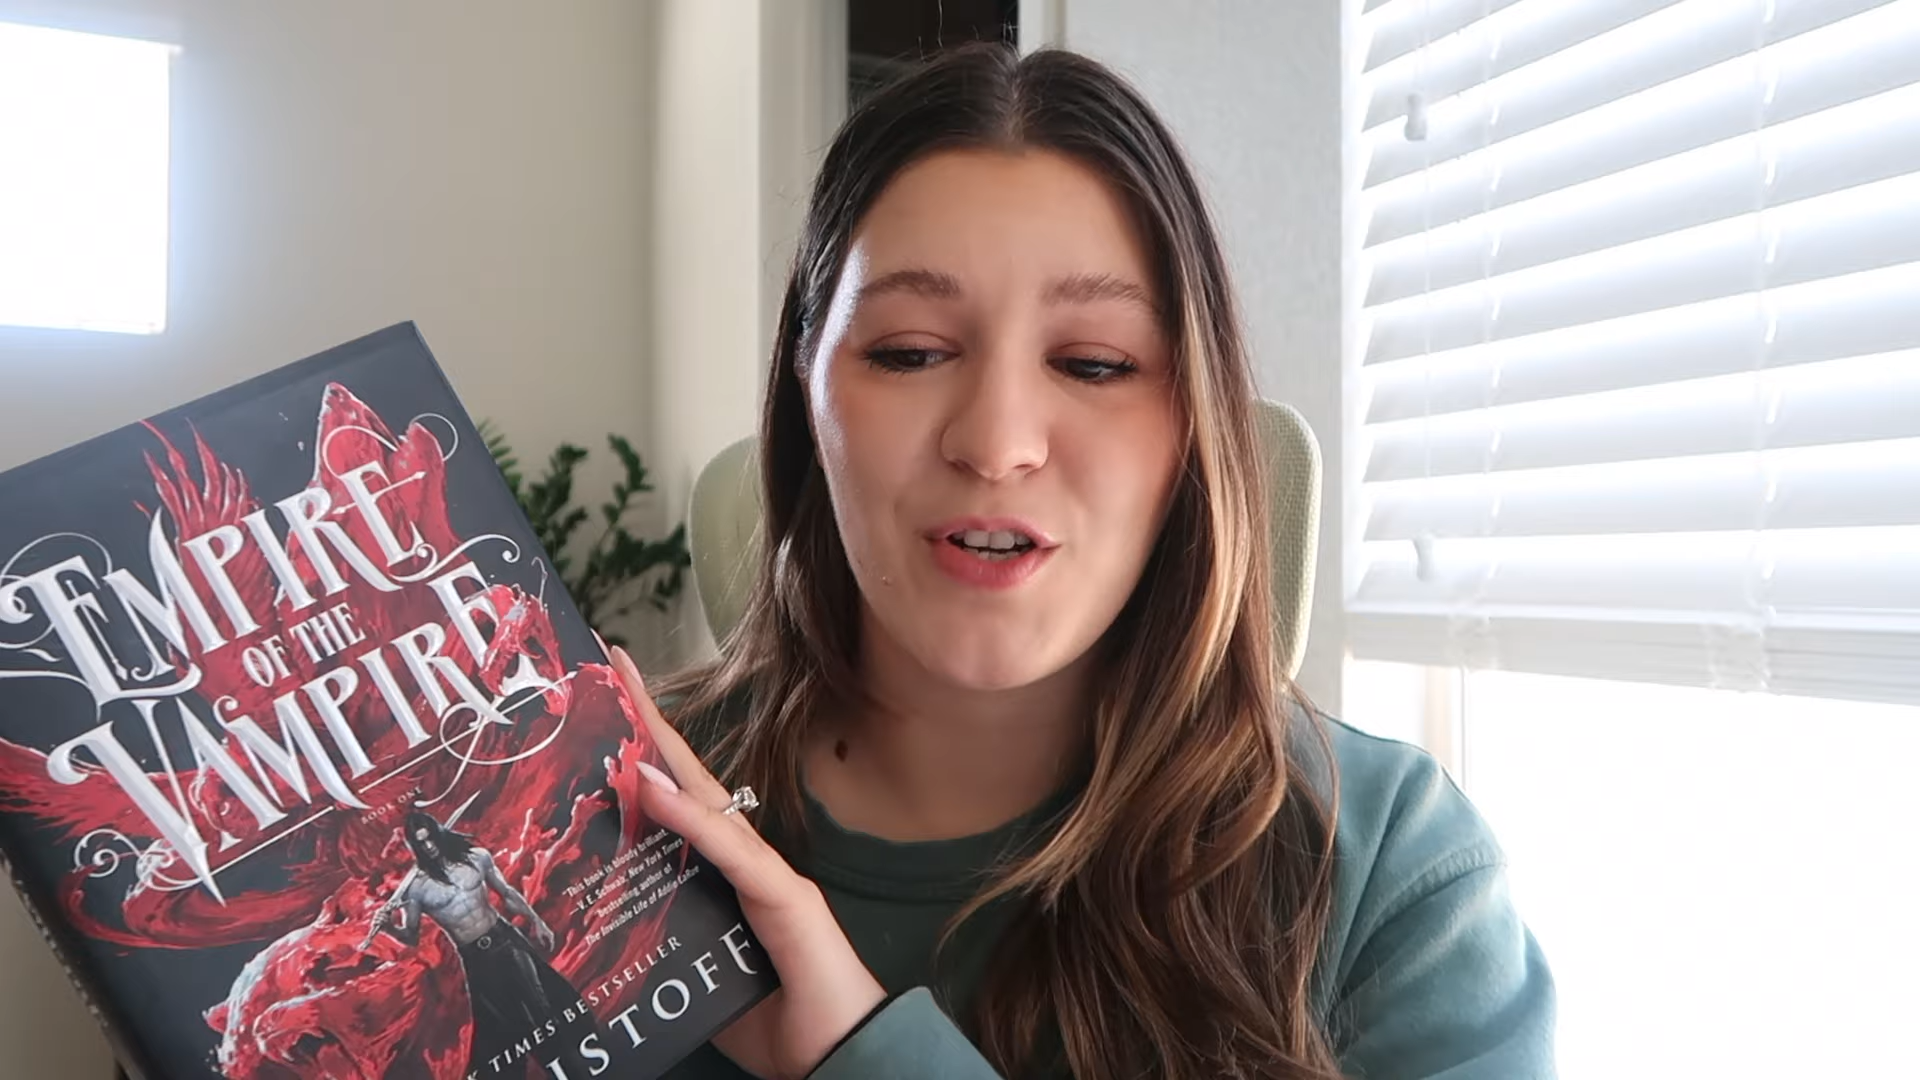 EMPIRE
OF THE
VAMPIRE
BOOK ONE
"This book is bloody brilliant.
—V. E. Schwab, New York Times
bestselling author of
The Invisible Life of Addie LaRue
TIMES BESTSELLER
ISTOFF